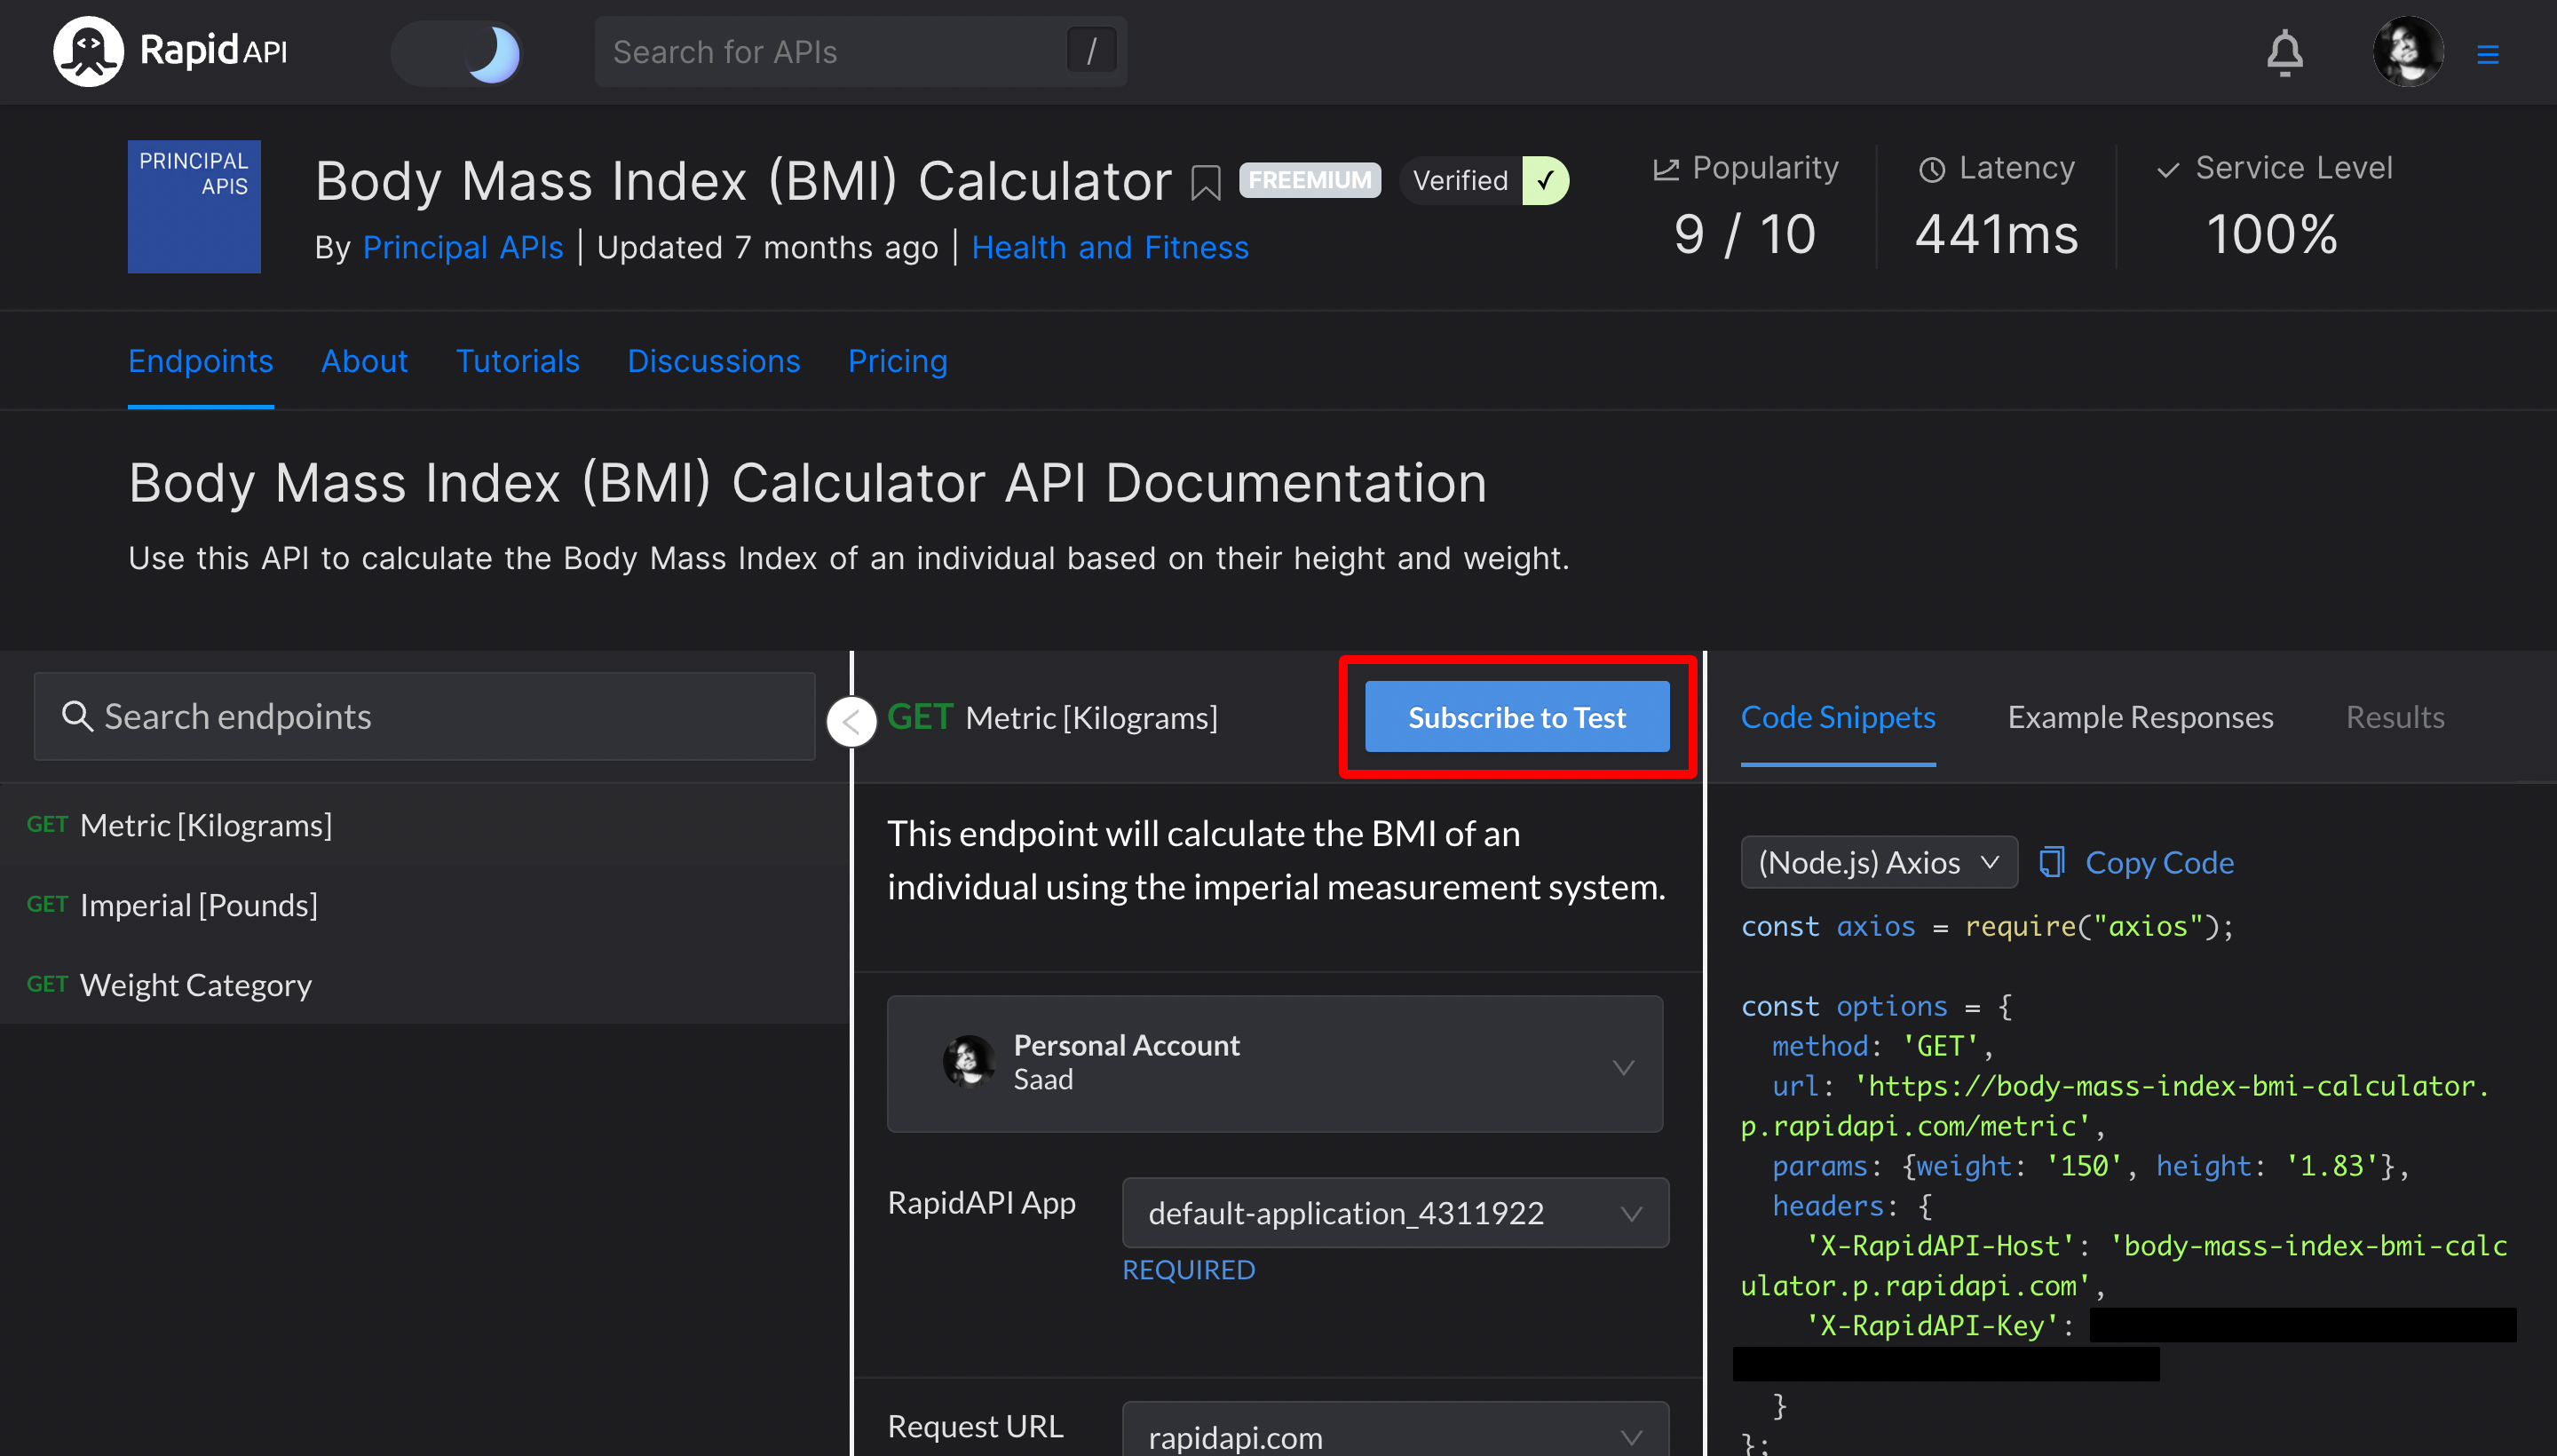 RapidAPI
Search for APIs
/
PRINCIPAL
APIS
Body Mass Index (BMI) Calculator FREEMIUM Verified ✓
By Principal APIs | Updated 7 months ago | Health and Fitness
Popularity
9 / 10
Latency
441ms
Service Level
100%
Endpoints About Tutorials Discussions Pricing
Body Mass Index (BMI) Calculator API Documentation
Use this API to calculate the Body Mass Index of an individual based on their height and weight.
Search endpoints
GET Metric [Kilograms]
GET Imperial [Pounds]
GET Weight Category
GET Metric [Kilograms]
Subscribe to Test
This endpoint will calculate the BMI of an
individual using the imperial measurement system.
Personal Account
Saad
RapidAPI App
default-application_4311922
REQUIRED
Request URL
rapidapi.com
Code Snippets Example Responses Results
(Node.js) Axios
Copy Code
const axios = require("axios");
const options = {
method: 'GET',
url: 'https://body-mass-index-bmi-calculator.
p.rapidapi.com/metric',
params: {weight: '150', height: '1.83'},
headers: {
'X-RapidAPI-Host': 'body-mass-index-bmi-calc
ulator.p.rapidapi.com',
'X-RapidAPI-Key':
}
};